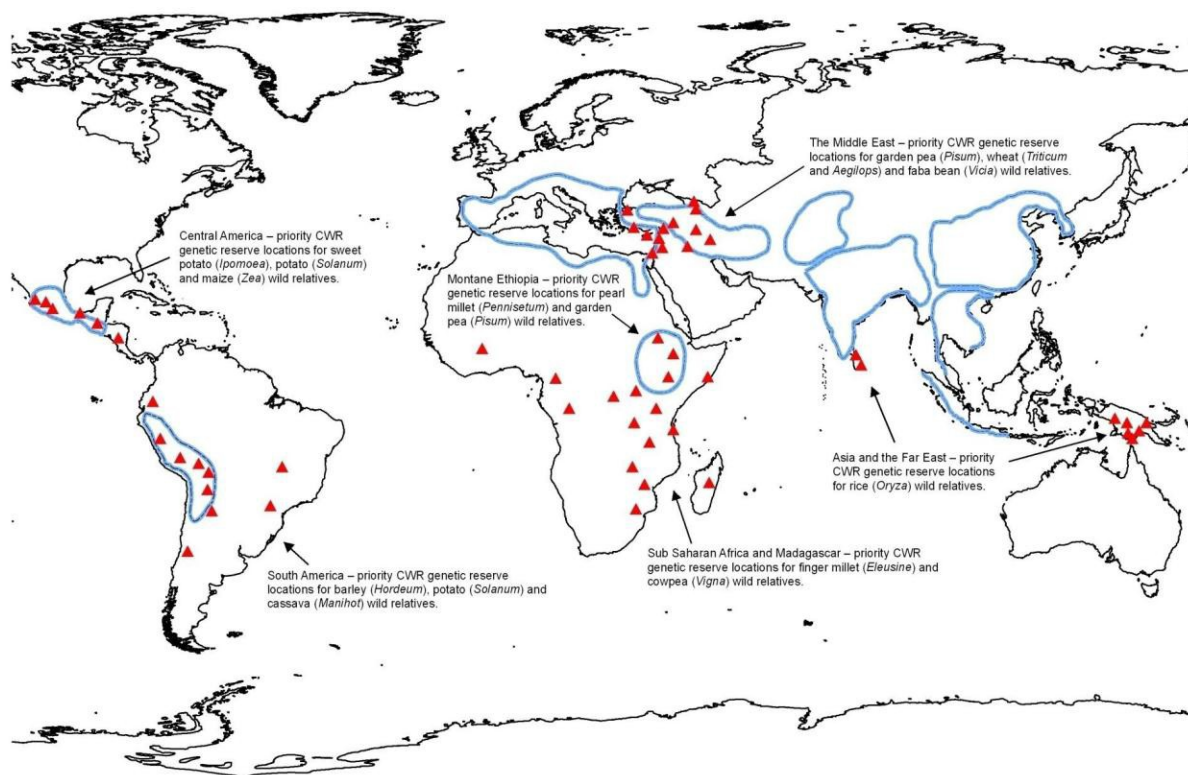 The Middle East – priority CWR genetic reserve
locations for garden pea (Pisum), wheat (Triticum
and Aegilops) and faba bean (Vicia) wild relatives.
Central America – priority CWR
genetic reserve locations for sweet
potato (Ipomoea), potato (Solanum)
and maize (Zea) wild relatives.
Montane Ethiopia – priority CWR
genetic reserve locations for pearl
millet (Pennisetum) and garden
pea (Pisum) wild relatives.
Asia and the Far East – priority
CWR genetic reserve locations
for rice (Oryza) wild relatives.
Sub Saharan Africa and Madagascar – priority CWR
genetic reserve locations for finger millet (Eleusine) and
cowpea (Vigna) wild relatives.
South America – priority CWR genetic reserve
locations for barley (Hordeum), potato (Solanum) and
cassava (Manihot) wild relatives.